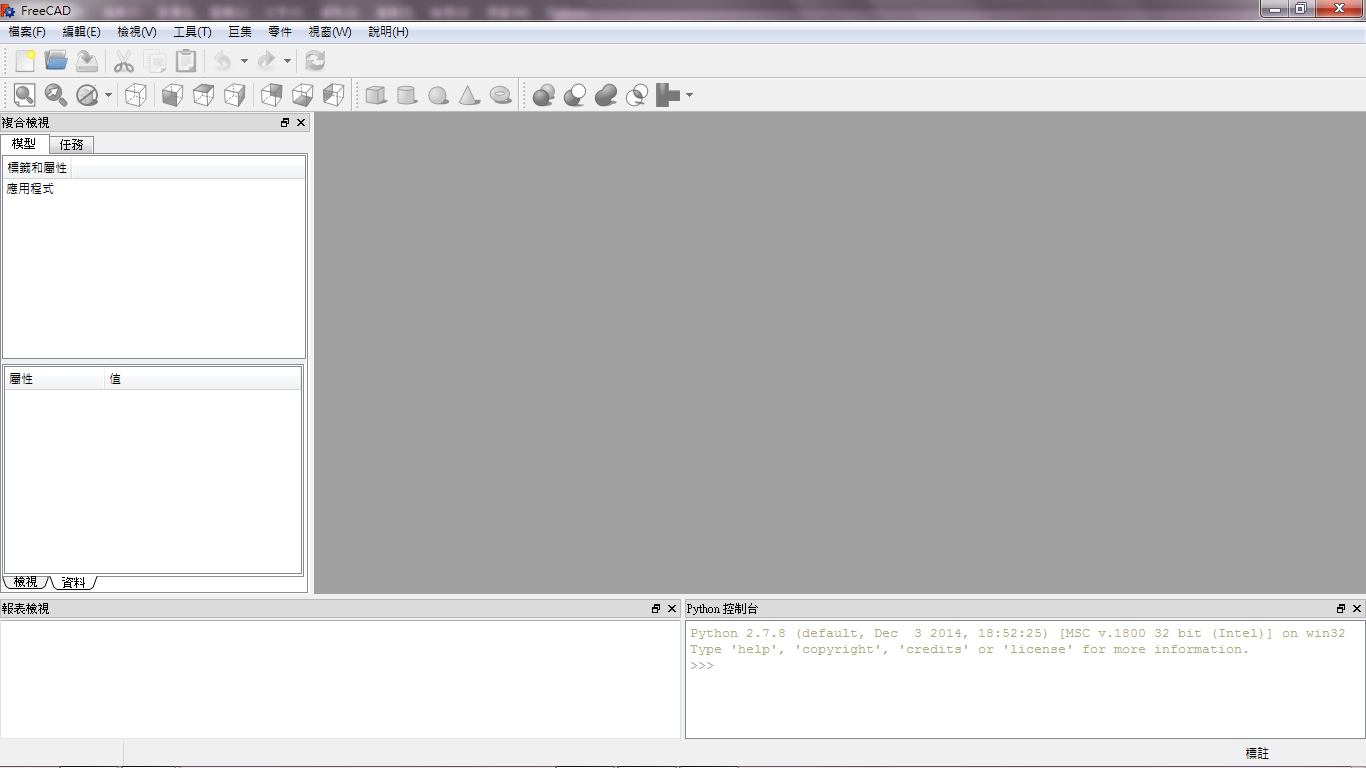 FreeCAD
檔案(F) 編輯(E) 檢視(V) 工具(T) 巨集 零件 視窗(W) 說明(H)
複合檢視
模型 任務
標籤和屬性
應用程式
屬性 值
檢視 資料
報表檢視
Python 控制台
Python 2.7.8 (default, Dec  3 2014, 18:52:25) [MSC v.1800 32 bit (Intel)] on win32
Type 'help', 'copyright', 'credits' or 'license' for more information.
>>>
標註